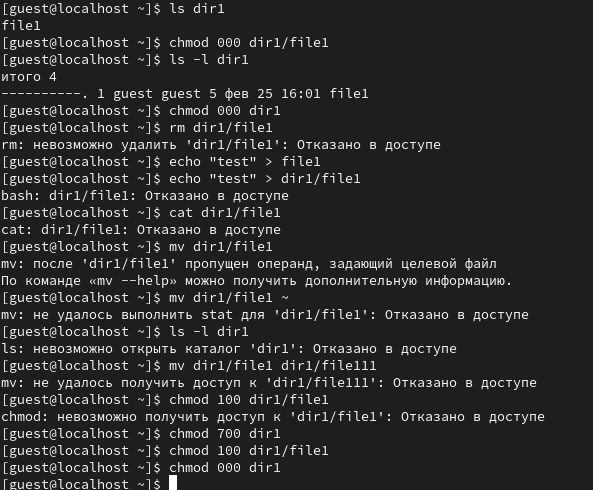 [guest@localhost ~]$ ls dir1
file1
[guest@localhost ~]$ chmod 000 dir1/file1
[guest@localhost ~]$ ls -l dir1
итого 4
----------. 1 guest guest 5 фев 25 16:01 file1
[guest@localhost ~]$ chmod 000 dir1
[guest@localhost ~]$ rm dir1/file1
rm: невозможно удалить 'dir1/file1': Отказано в доступе
[guest@localhost ~]$ echo "test" > file1
[guest@localhost ~]$ echo "test" > dir1/file1
bash: dir1/file1: Отказано в доступе
[guest@localhost ~]$ cat dir1/file1
cat: dir1/file1: Отказано в доступе
[guest@localhost ~]$ mv dir1/file1
mv: после 'dir1/file1' пропущен операнд, задающий целевой файл
По команде «mv --help» можно получить дополнительную информацию.
[guest@localhost ~]$ mv dir1/file1 ~
mv: не удалось выполнить stat для 'dir1/file1': Отказано в доступе
[guest@localhost ~]$ ls -l dir1
ls: невозможно открыть каталог 'dir1': Отказано в доступе
[guest@localhost ~]$ mv dir1/file1 dir1/file111
mv: не удалось получить доступ к 'dir1/file111': Отказано в доступе
[guest@localhost ~]$ chmod 100 dir1/file1
chmod: невозможно получить доступ к 'dir1/file1': Отказано в доступе
[guest@localhost ~]$ chmod 700 dir1
[guest@localhost ~]$ chmod 100 dir1/file1
[guest@localhost ~]$ chmod 000 dir1
[guest@localhost ~]$